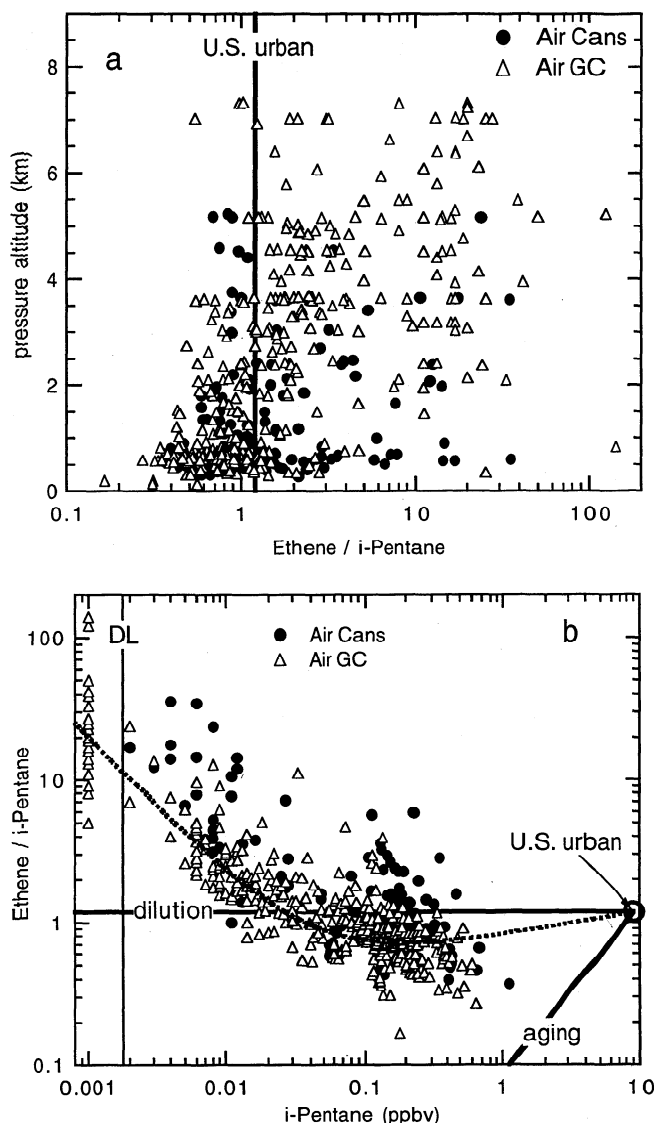 a
U.S. urban
Air Cans
Air GC
8
6
4
2
0
pressure altitude (km)
0.1
1
10
100
Ethene / i-Pentane
DL
Air Cans
Air GC
b
100
10
1
0.1
Ethene / i-Pentane
U.S. urban
dilution
aging
0.001
0.01
0.1
1
10
i-Pentane (ppbv)